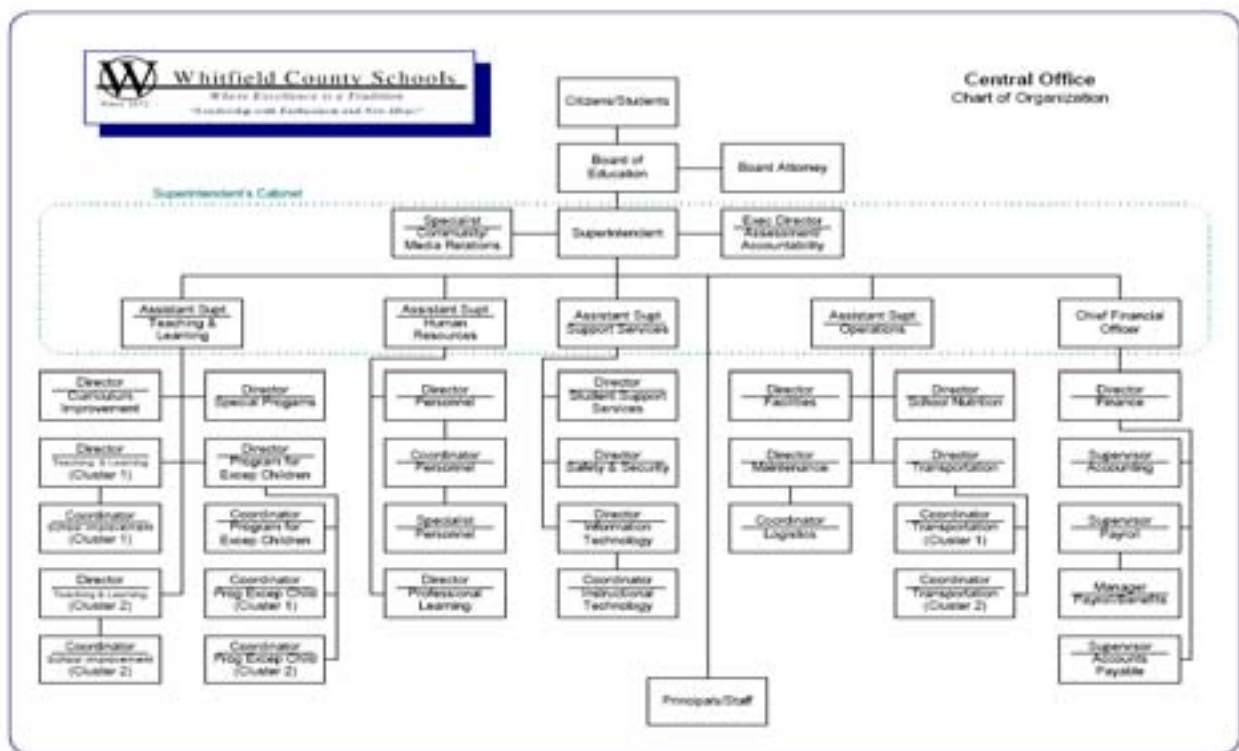 W
Whitfield County Schools
Where Excellence is a Tradition
Central Office
Chart of Organization
Citizens/Students
Board of
Education
Board Attorney
Superintendent's Cabinet
Specialist
Community/
Media Relations
Superintendent
Exec Director
Assessment/
Accountability
Assistant Supt
Teaching &
Learning
Assistant Supt
Human
Resources
Assistant Supt
Support Services
Assistant Supt
Operations
Chief Financial
Officer
Director
Curriculum
Improvement
Director
Special Progams
Director
Personnel
Director
Student Support
Services
Director
Facilities
Director
School Nutrition
Director
Finance
Director
Teaching & Learning
(Cluster 1)
Director
Program for
Excep Children
Coordinator
Personnel
Director
Safety & Security
Director
Maintenance
Director
Transportation
Supervisor
Accounting
Coordinator
School Improvement
(Cluster 1)
Coordinator
Program for
Excep Children
Specialist
Personnel
Director
Information
Technology
Coordinator
Logistics
Coordinator
Transportation
(Cluster 1)
Supervisor
Payroll
Director
Teaching & Learning
(Cluster 2)
Coordinator
Prog Excep Child
(Cluster 1)
Director
Professional
Learning
Coordinator
Instructional
Technology
Coordinator
Transportation
(Cluster 2)
Manager
Payroll/Benefits
Coordinator
School Improvement
(Cluster 2)
Coordinator
Prog Excep Child
(Cluster 2)
Supervisor
Accounts
Payable
Principals/Staff